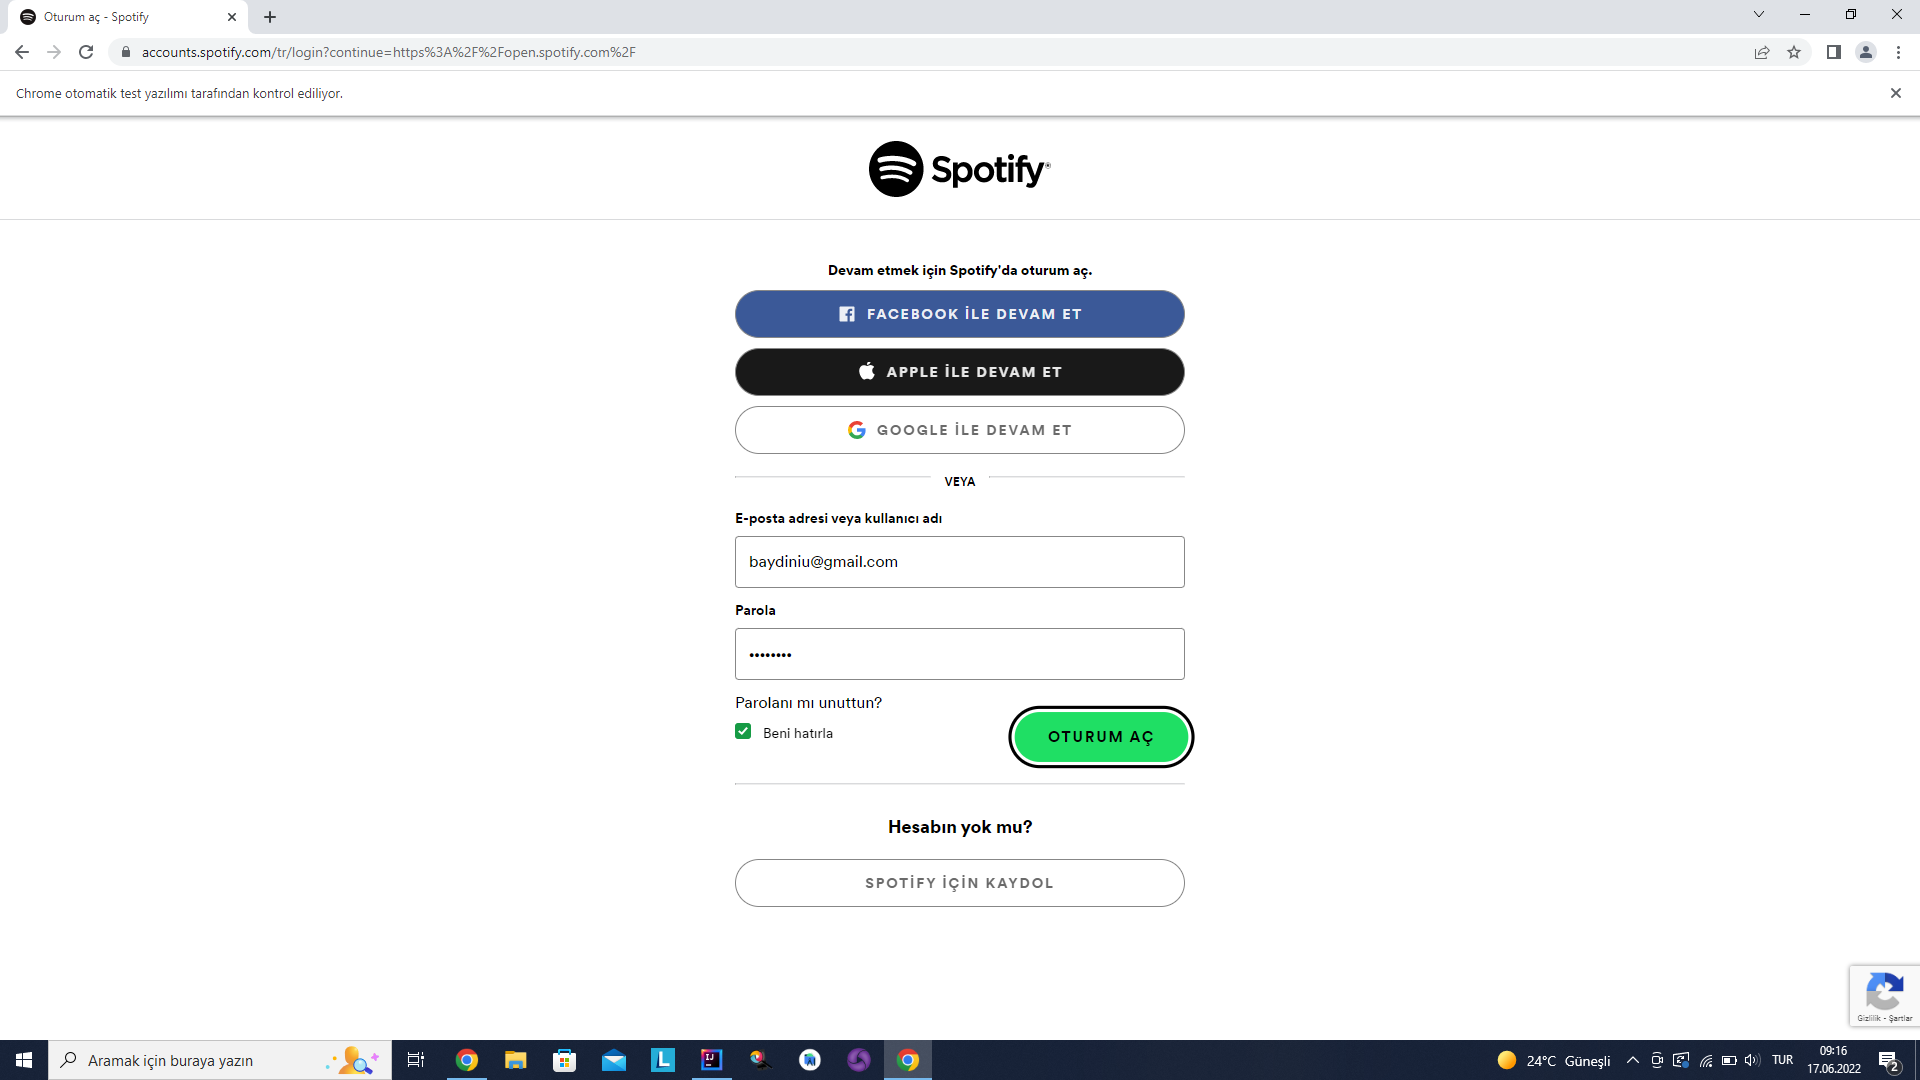 Oturum aç - Spotify
accounts.spotify.com/tr/login?continue=https%3A%2F%2Fopen.spotify.com%2F
Chrome otomatik test yazılımı tarafından kontrol ediliyor.
Spotify®
Devam etmek için Spotify'da oturum aç.
FACEBOOK İLE DEVAM ET
APPLE İLE DEVAM ET
GOOGLE İLE DEVAM ET
VEYA
E-posta adresi veya kullanıcı adı
baydiniu@gmail.com
Parola
••••••••
Parolanı mı unuttun?
Beni hatırla
OTURUM AÇ
Hesabın yok mu?
SPOTİFY İÇİN KAYDOL
Gizlilik - Şartlar
Aramak için buraya yazın
L
IJ
24°C Güneşli
TUR
09:16
17.06.2022
2